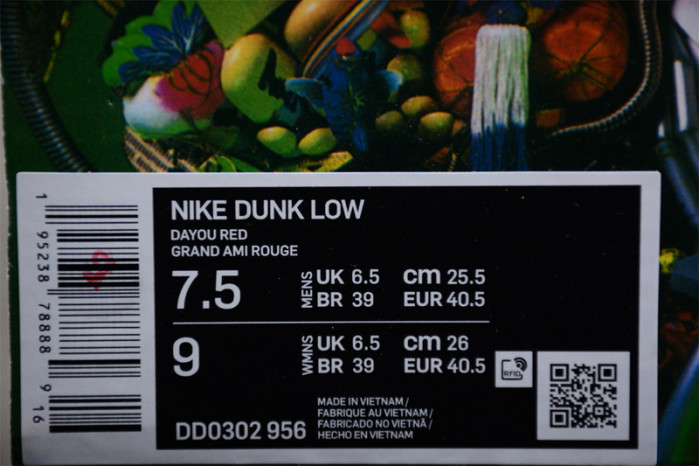 NIKE DUNK LOW
DAYOU RED
GRAND AMI ROUGE
7.5 MENS UK 6.5 cm 25.5
BR 39 EUR 40.5
9 WMNS UK 6.5 cm 26
BR 39 EUR 40.5
RFID
MADE IN VIETNAM /
FABRIQUE AU VIETNAM /
FABRICADO NO VIETNÃ /
HECHO EN VIETNAM
DD0302 956
1 95238 78888 9 16